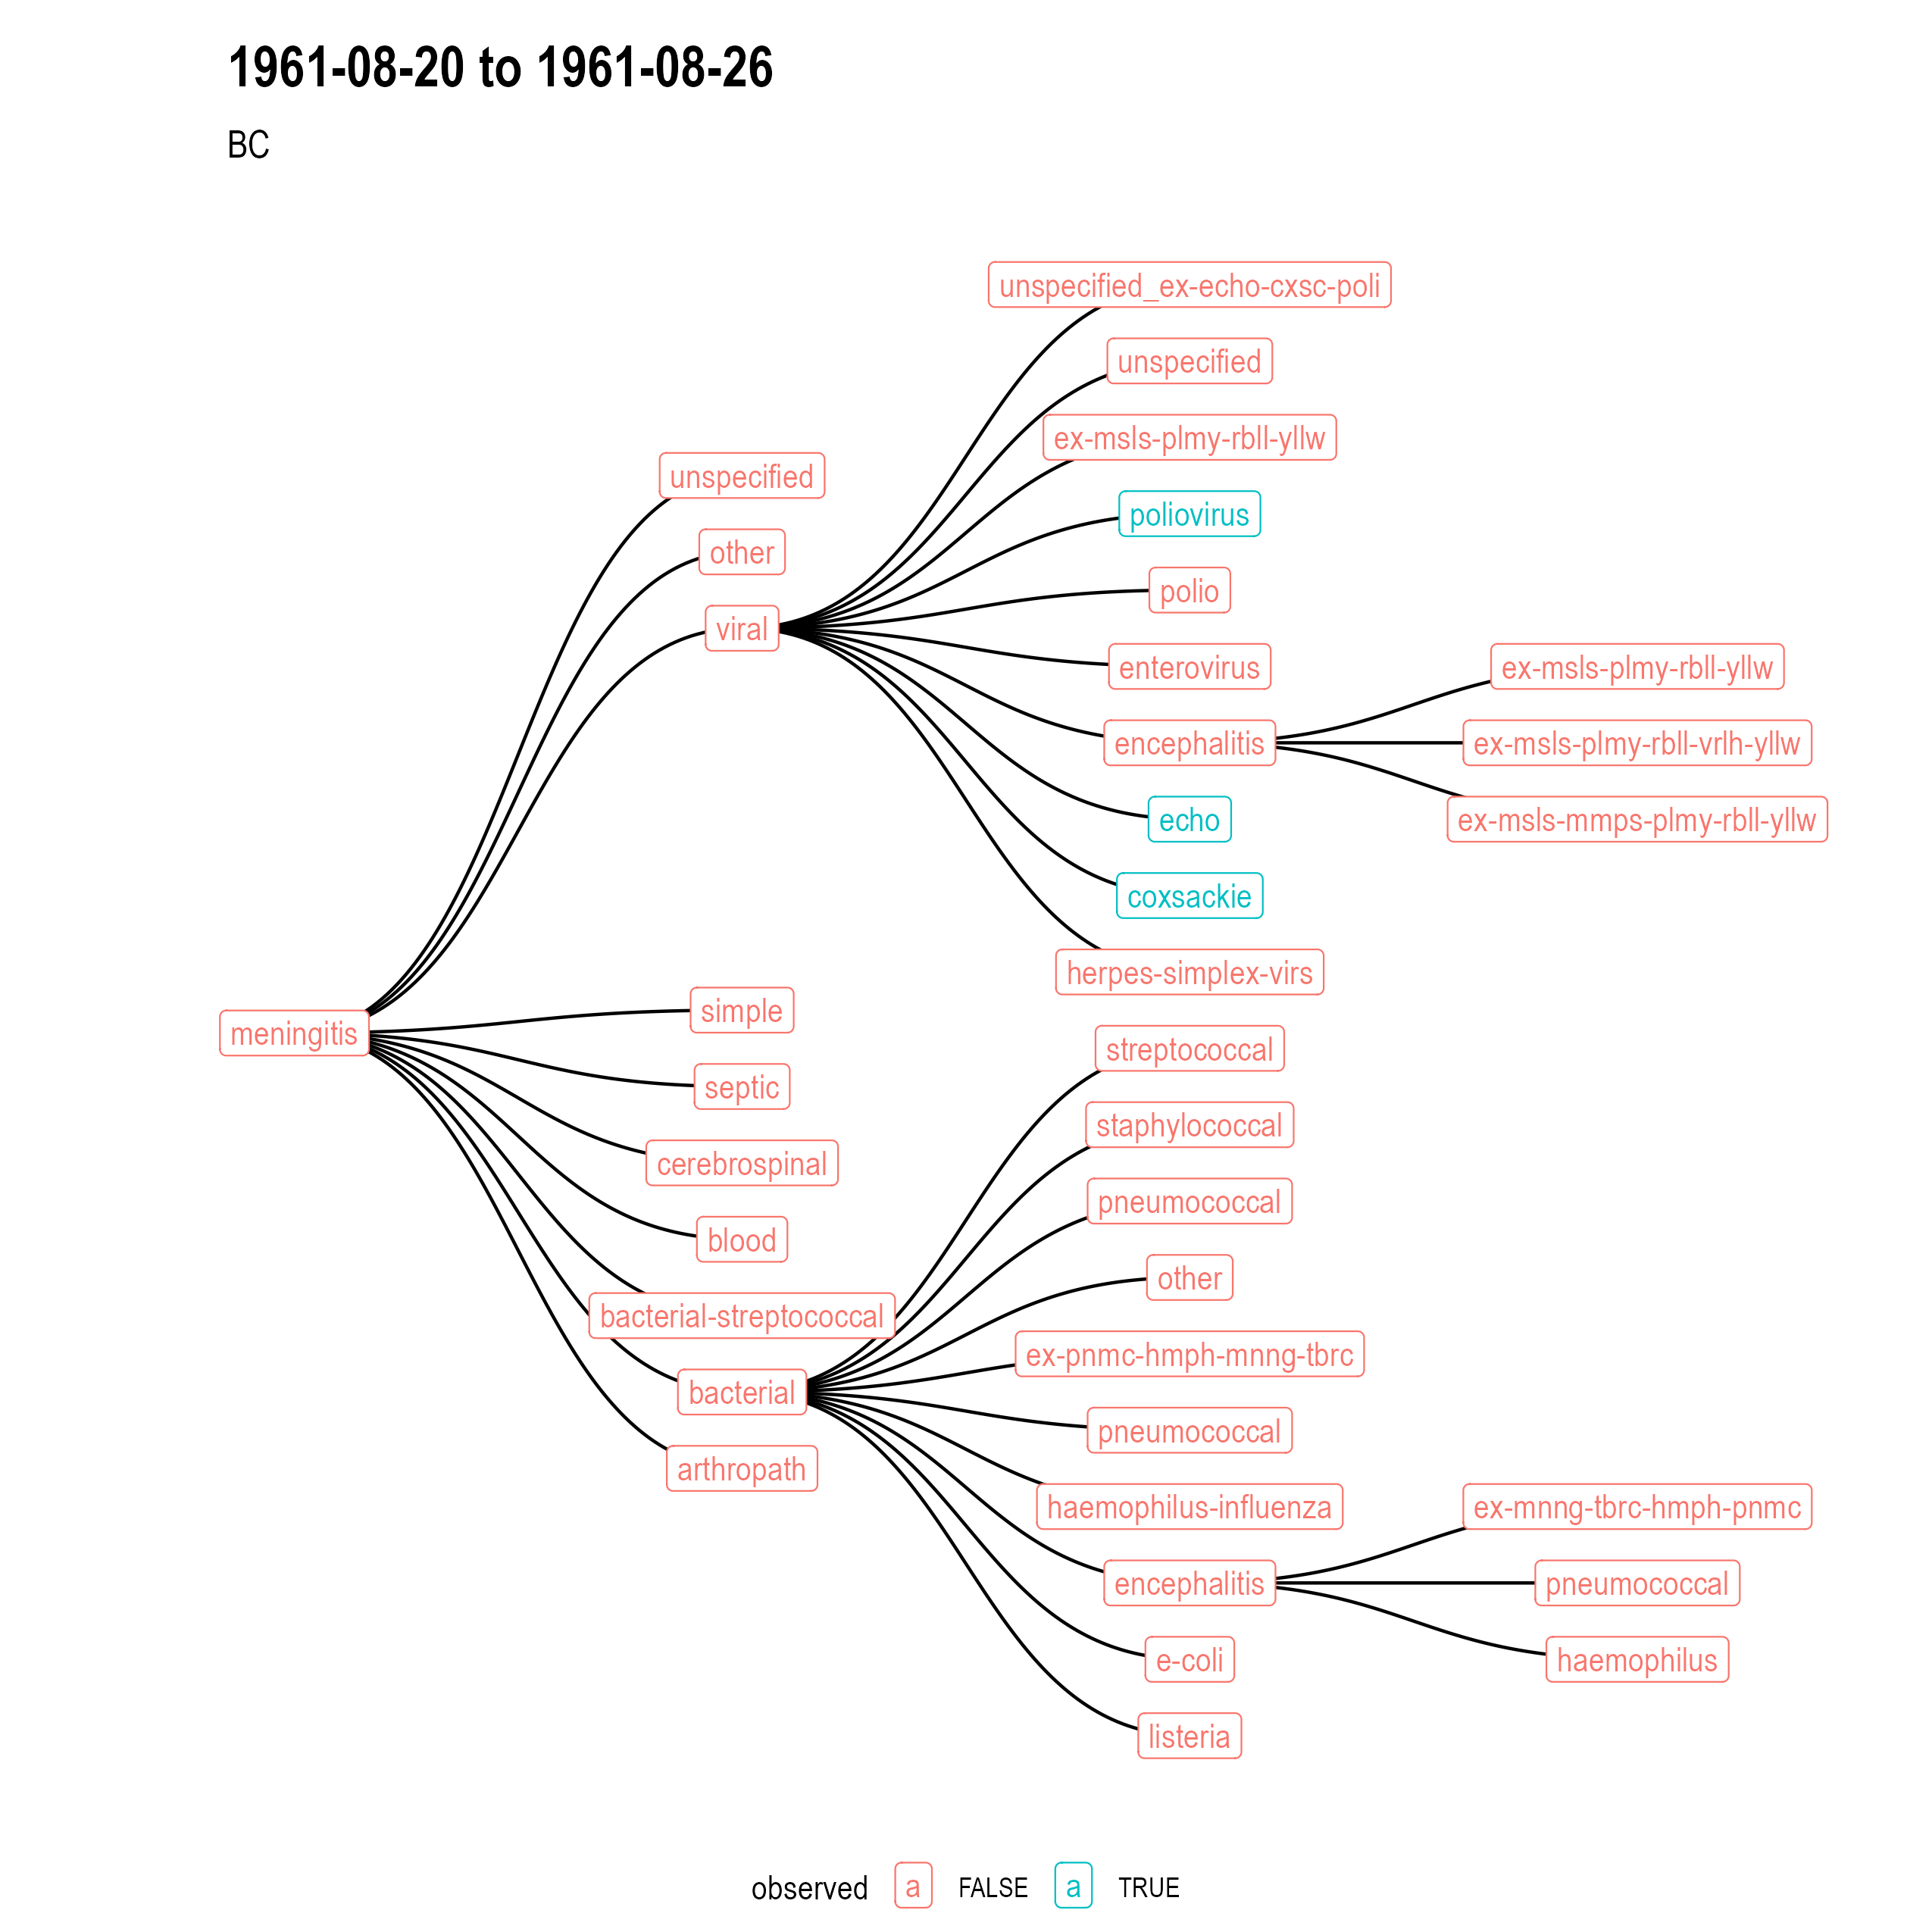 1961-08-20 to 1961-08-26
BC
unspecified_ex-echo-cxsc-poli
unspecified
ex-msls-plmy-rbll-yllw
unspecified
poliovirus
other
polio
viral
enterovirus
ex-msls-plmy-rbll-yllw
encephalitis
ex-msls-plmy-rbll-vrlh-yllw
echo
ex-msls-mmps-plmy-rbll-yllw
coxsackie
herpes-simplex-virs
simple
meningitis
streptococcal
septic
staphylococcal
cerebrospinal
pneumococcal
blood
other
bacterial-streptococcal
ex-pnmc-hmph-mnng-tbrc
bacterial
pneumococcal
arthropath
haemophilus-influenza
ex-mnng-tbrc-hmph-pnmc
encephalitis
pneumococcal
e-coli
haemophilus
listeria
observed a FALSE a TRUE